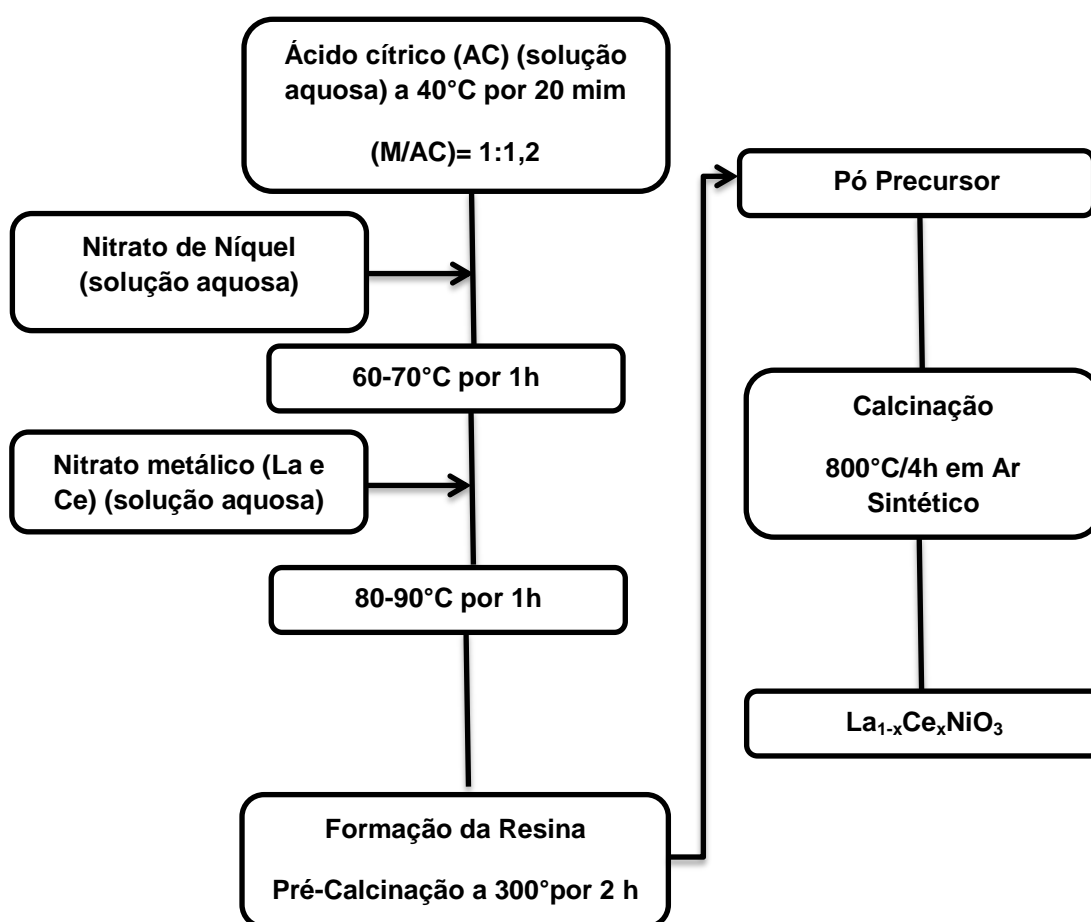 Ácido cítrico (AC) (solução
aquosa) a 40°C por 20 mim
(M/AC)= 1:1,2
Nitrato de Níquel
(solução aquosa)
60-70°C por 1h
Nitrato metálico (La e
Ce) (solução aquosa)
80-90°C por 1h
Formação da Resina
Pré-Calcinação a 300°por 2 h
Pó Precursor
Calcinação
800°C/4h em Ar
Sintético
La₁₋ₓCeₓNiO₃